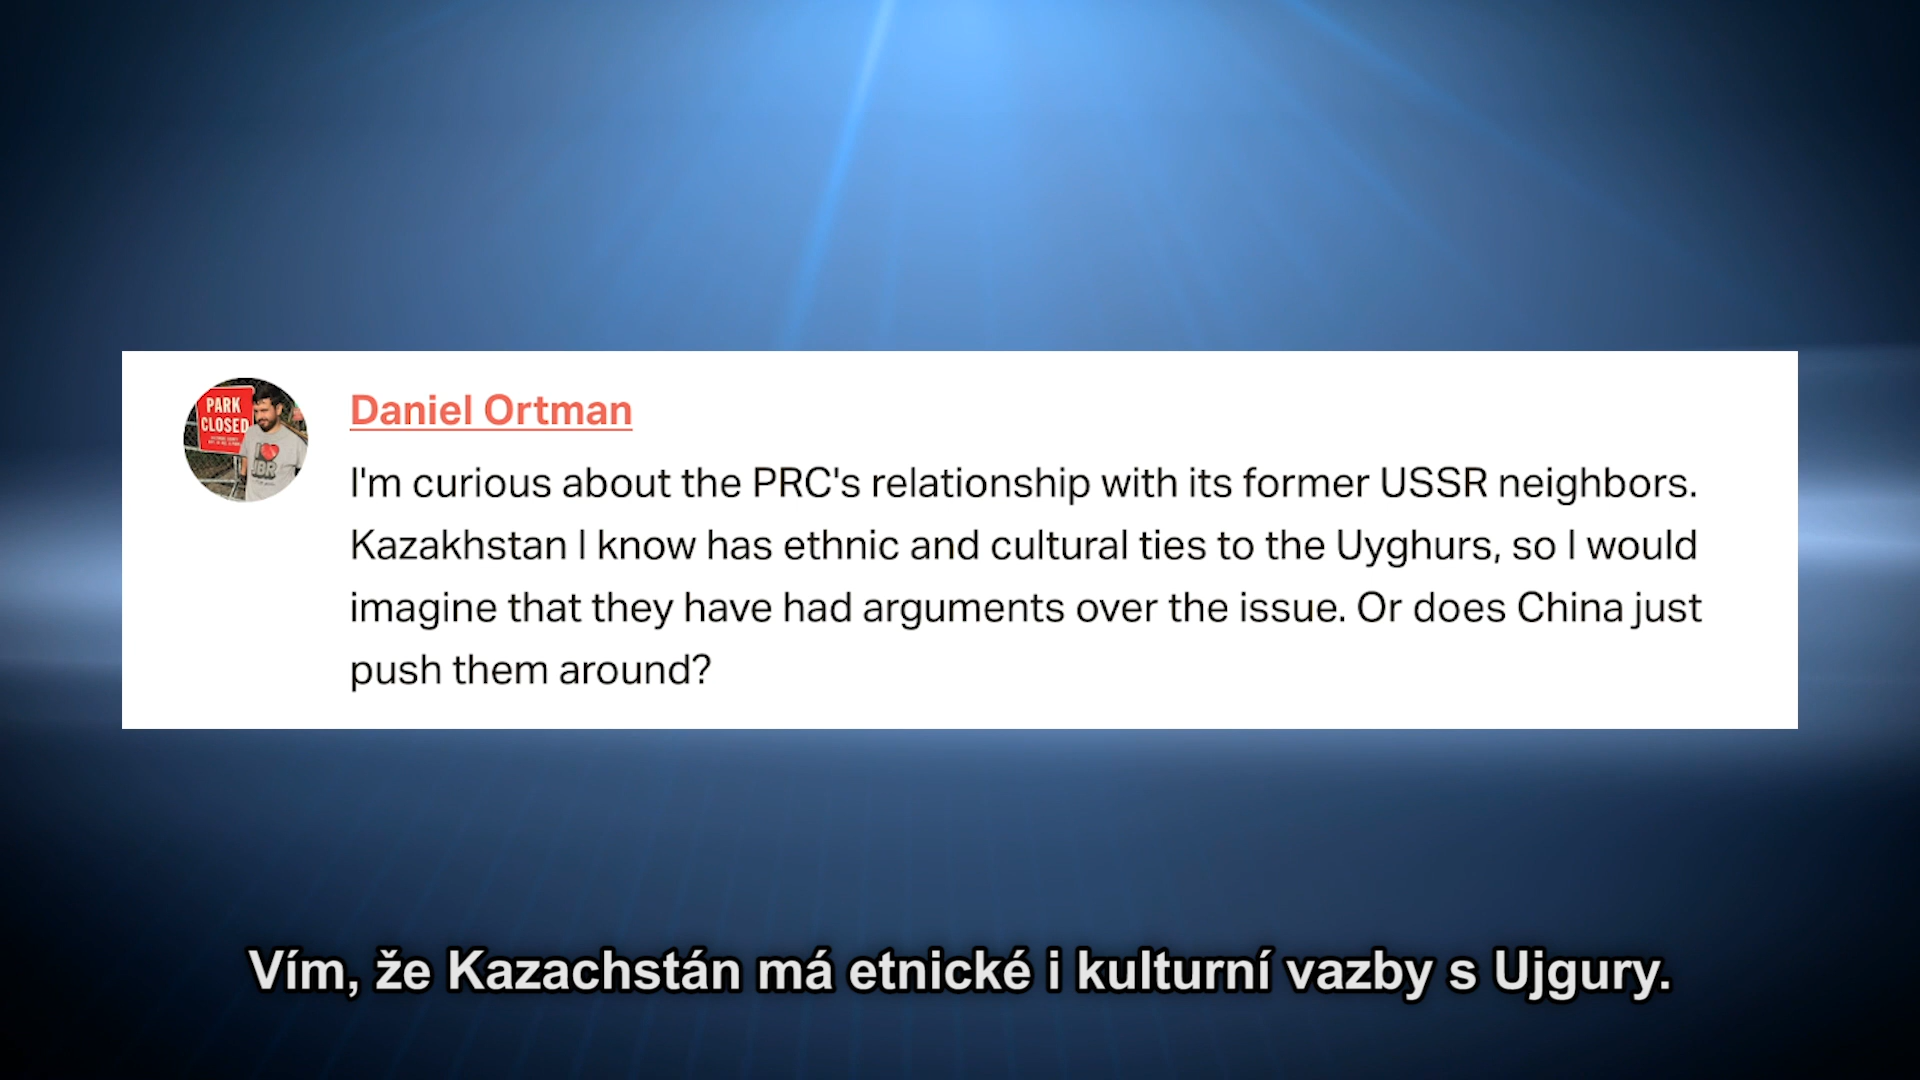 PARK
CLOSED
I
JBR
Daniel Ortman
I'm curious about the PRC's relationship with its former USSR neighbors.
Kazakhstan I know has ethnic and cultural ties to the Uyghurs, so I would
imagine that they have had arguments over the issue. Or does China just
push them around?
Vím, že Kazachstán má etnické i kulturní vazby s Ujgury.